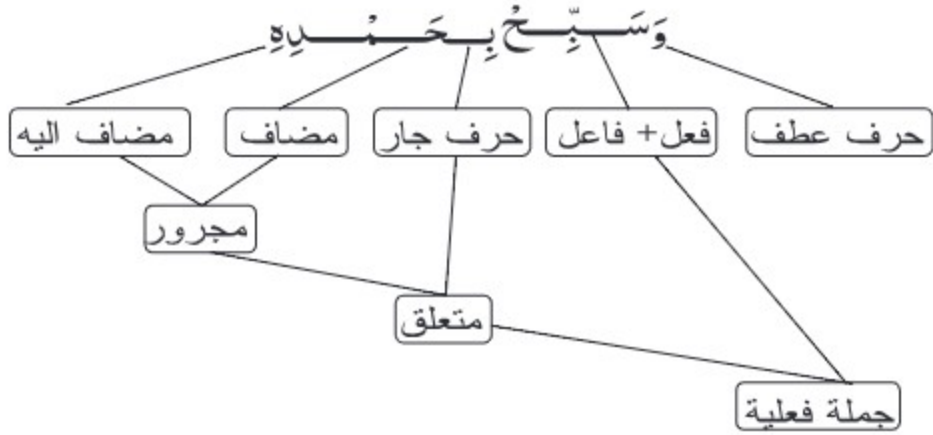 وَسَبِّحْ بِحَمْدِهِ
حرف عطف فعل+ فاعل حرف جار مضاف مضاف اليه
مجرور
متعلق
جملة فعلية